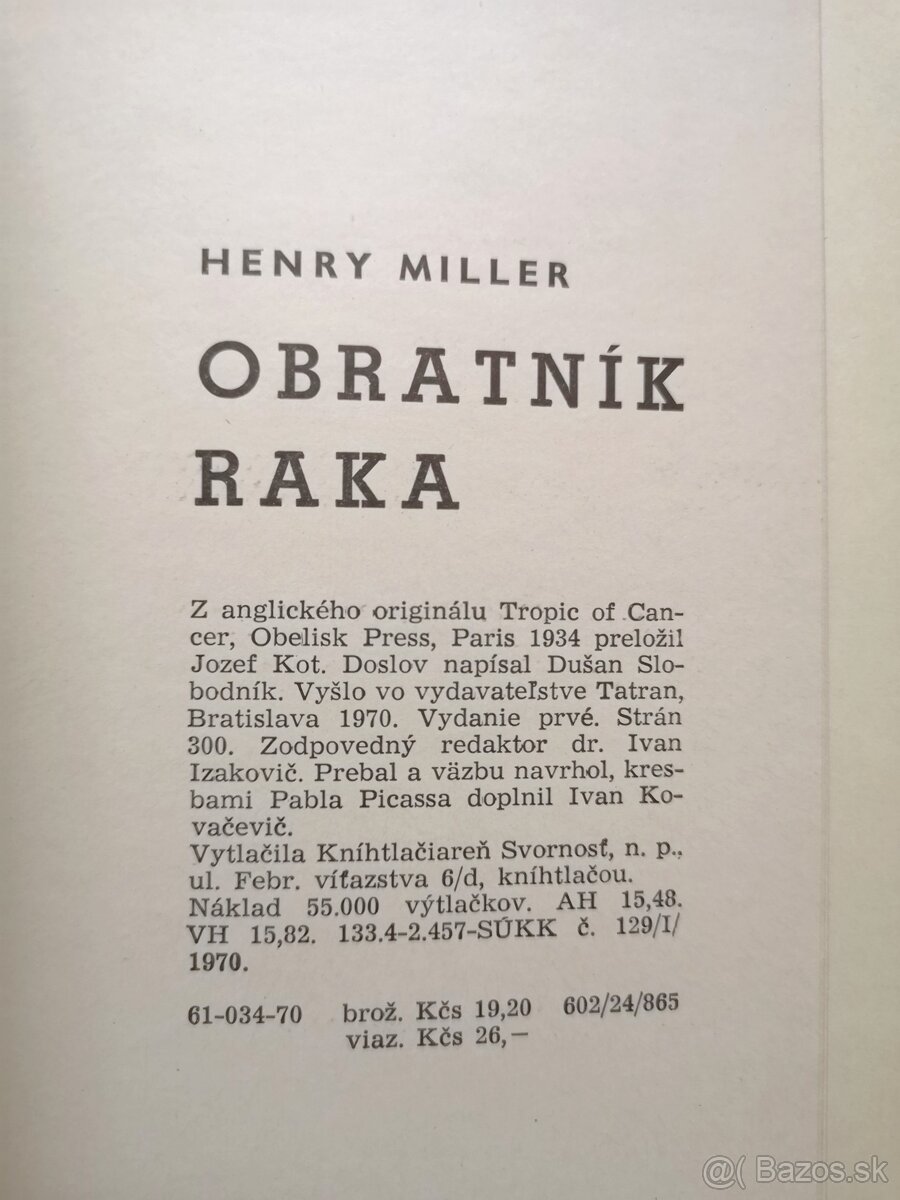 HENRY MILLER
OBRATNÍK
RAKA
Z anglického originálu Tropic of Can-
cer, Obelisk Press, Paris 1934 preložil
Jozef Kot. Doslov napísal Dušan Slo-
bodník. Vyšlo vo vydavateľstve Tatran,
Bratislava 1970. Vydanie prvé. Strán
300. Zodpovedný redaktor dr. Ivan
Izakovič. Prebal a väzbu navrhol, kres-
bami Pabla Picassa doplnil Ivan Ko-
vačevič.
Vytlačila Kníhtlačiareň Svornosť, n. p.,
ul. Febr. víťazstva 6/d, kníhtlačou.
Náklad 55.000 výtlačkov. AH 15,48.
VH 15,82. 133.4-2.457-SÚKK č. 129/I/
1970.
61-034-70 brož. Kčs 19,20 602/24/865
viaz. Kčs 26,—
@( Bazos.sk